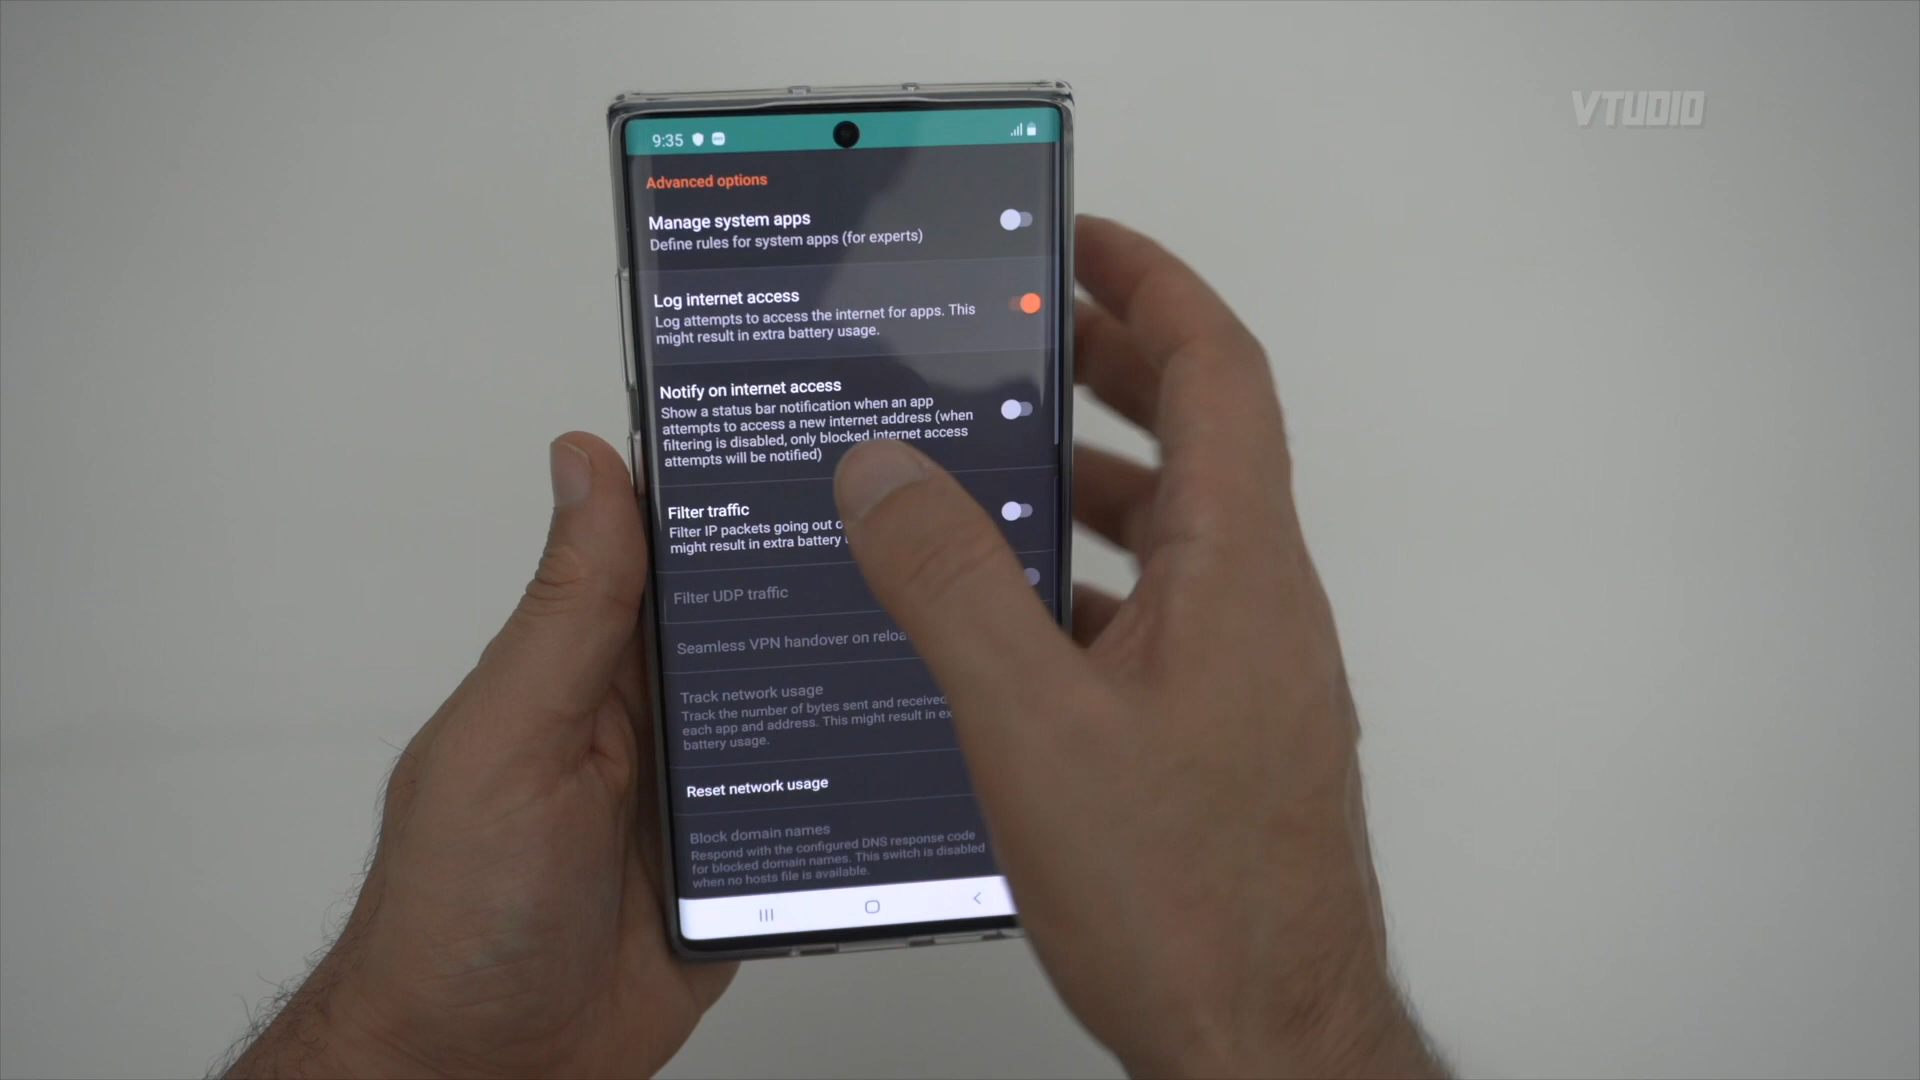 VTUDIO
9:35
Advanced options
Manage system apps
Define rules for system apps (for experts)
Log internet access
Log attempts to access the internet for apps. This
might result in extra battery usage.
Notify on internet access
Show a status bar notification when an app
attempts to access a new internet address (when
filtering is disabled, only blocked internet access
attempts will be notified)
Filter traffic
Filter IP packets going out
might result in extra battery
Filter UDP traffic
Seamless VPN handover on
Track network usage
Track the number of bytes sent and received
each app and address. This might result in
battery usage.
Reset network usage
Block domain names
Respond with the configured DNS response code
for blocked domain names. This switch is disabled
when no hosts file is available.